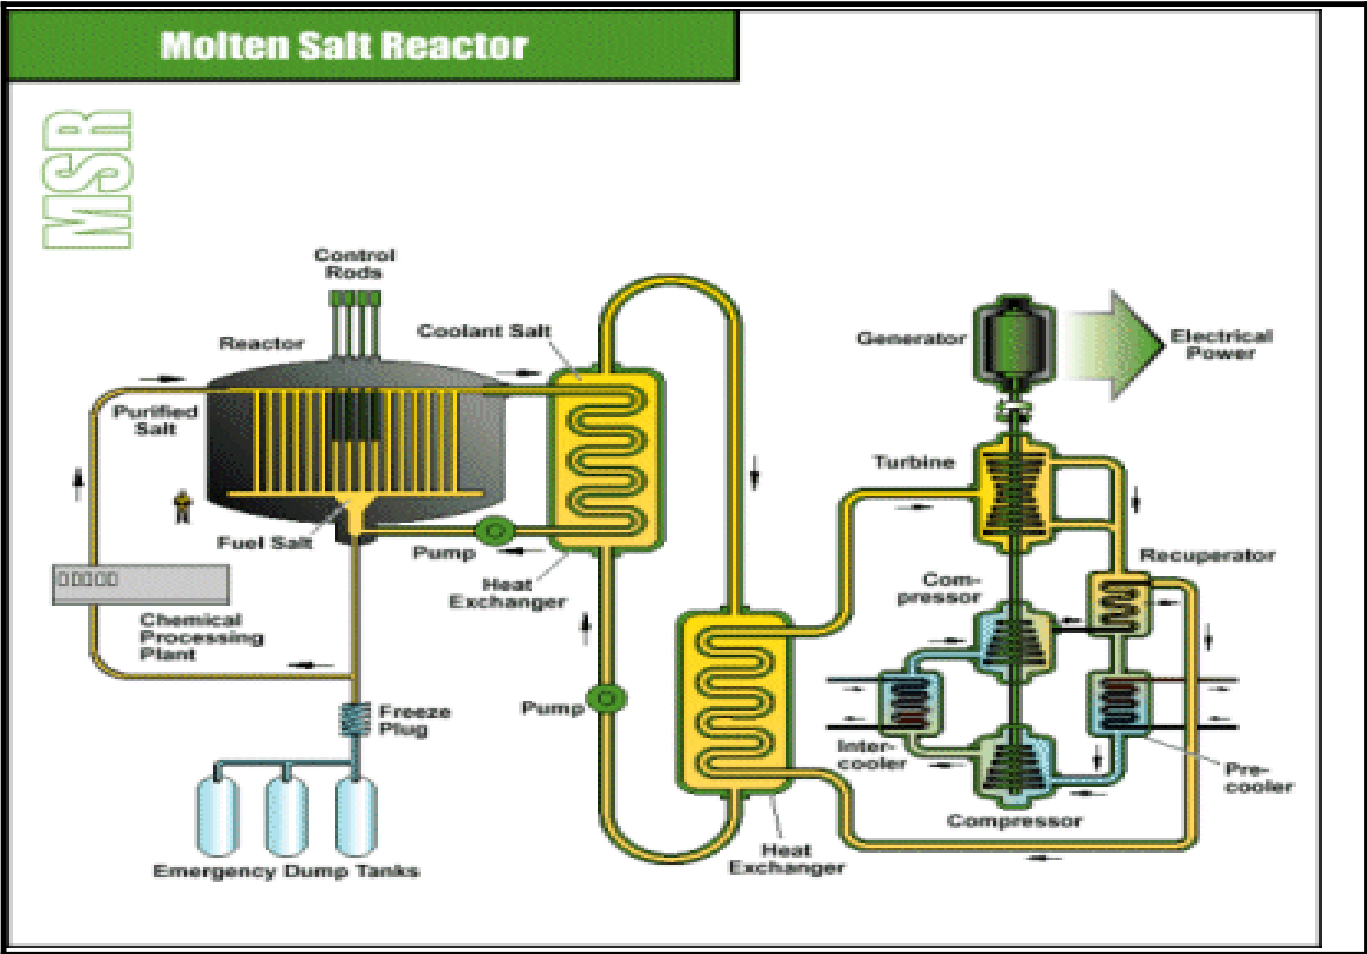 Molten Salt Reactor
MSR
Control
Rods
Reactor
Coolant Salt
Generator
Electrical
Power
Purified
Salt
Turbine
Fuel Salt
Pump
Heat
Exchanger
Recuperator
Com-
pressor
Chemical
Processing
Plant
Freeze
Plug
Pump
Inter-
cooler
Pre-
cooler
Compressor
Heat
Exchanger
Emergency Dump Tanks